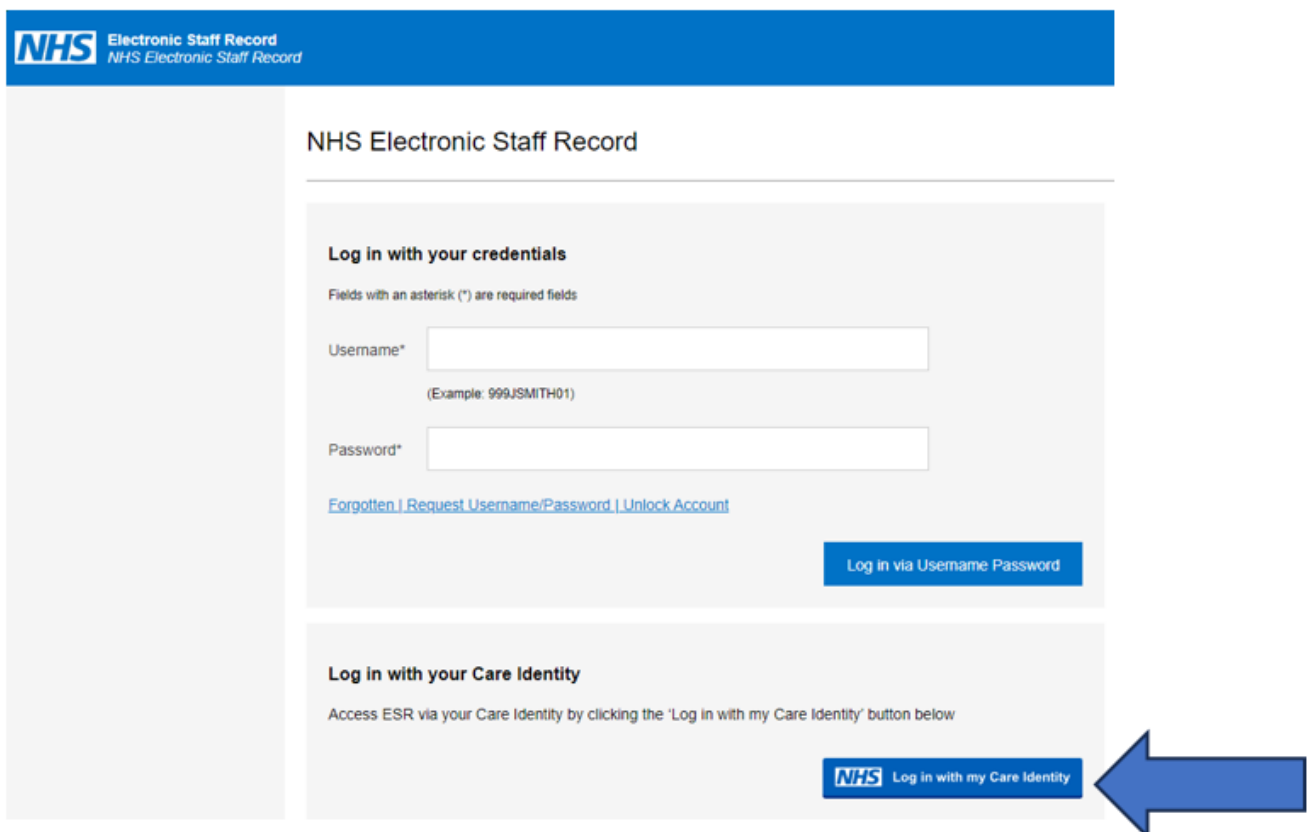 NHS Electronic Staff Record
NHS Electronic Staff Record
NHS Electronic Staff Record
Log in with your credentials
Fields with an asterisk (*) are required fields
Username*
(Example: 999JSMITH01)
Password*
Forgotten | Request Username/Password | Unlock Account
Log in via Username Password
Log in with your Care Identity
Access ESR via your Care Identity by clicking the 'Log in with my Care Identity' button below
NHS Log in with my Care Identity